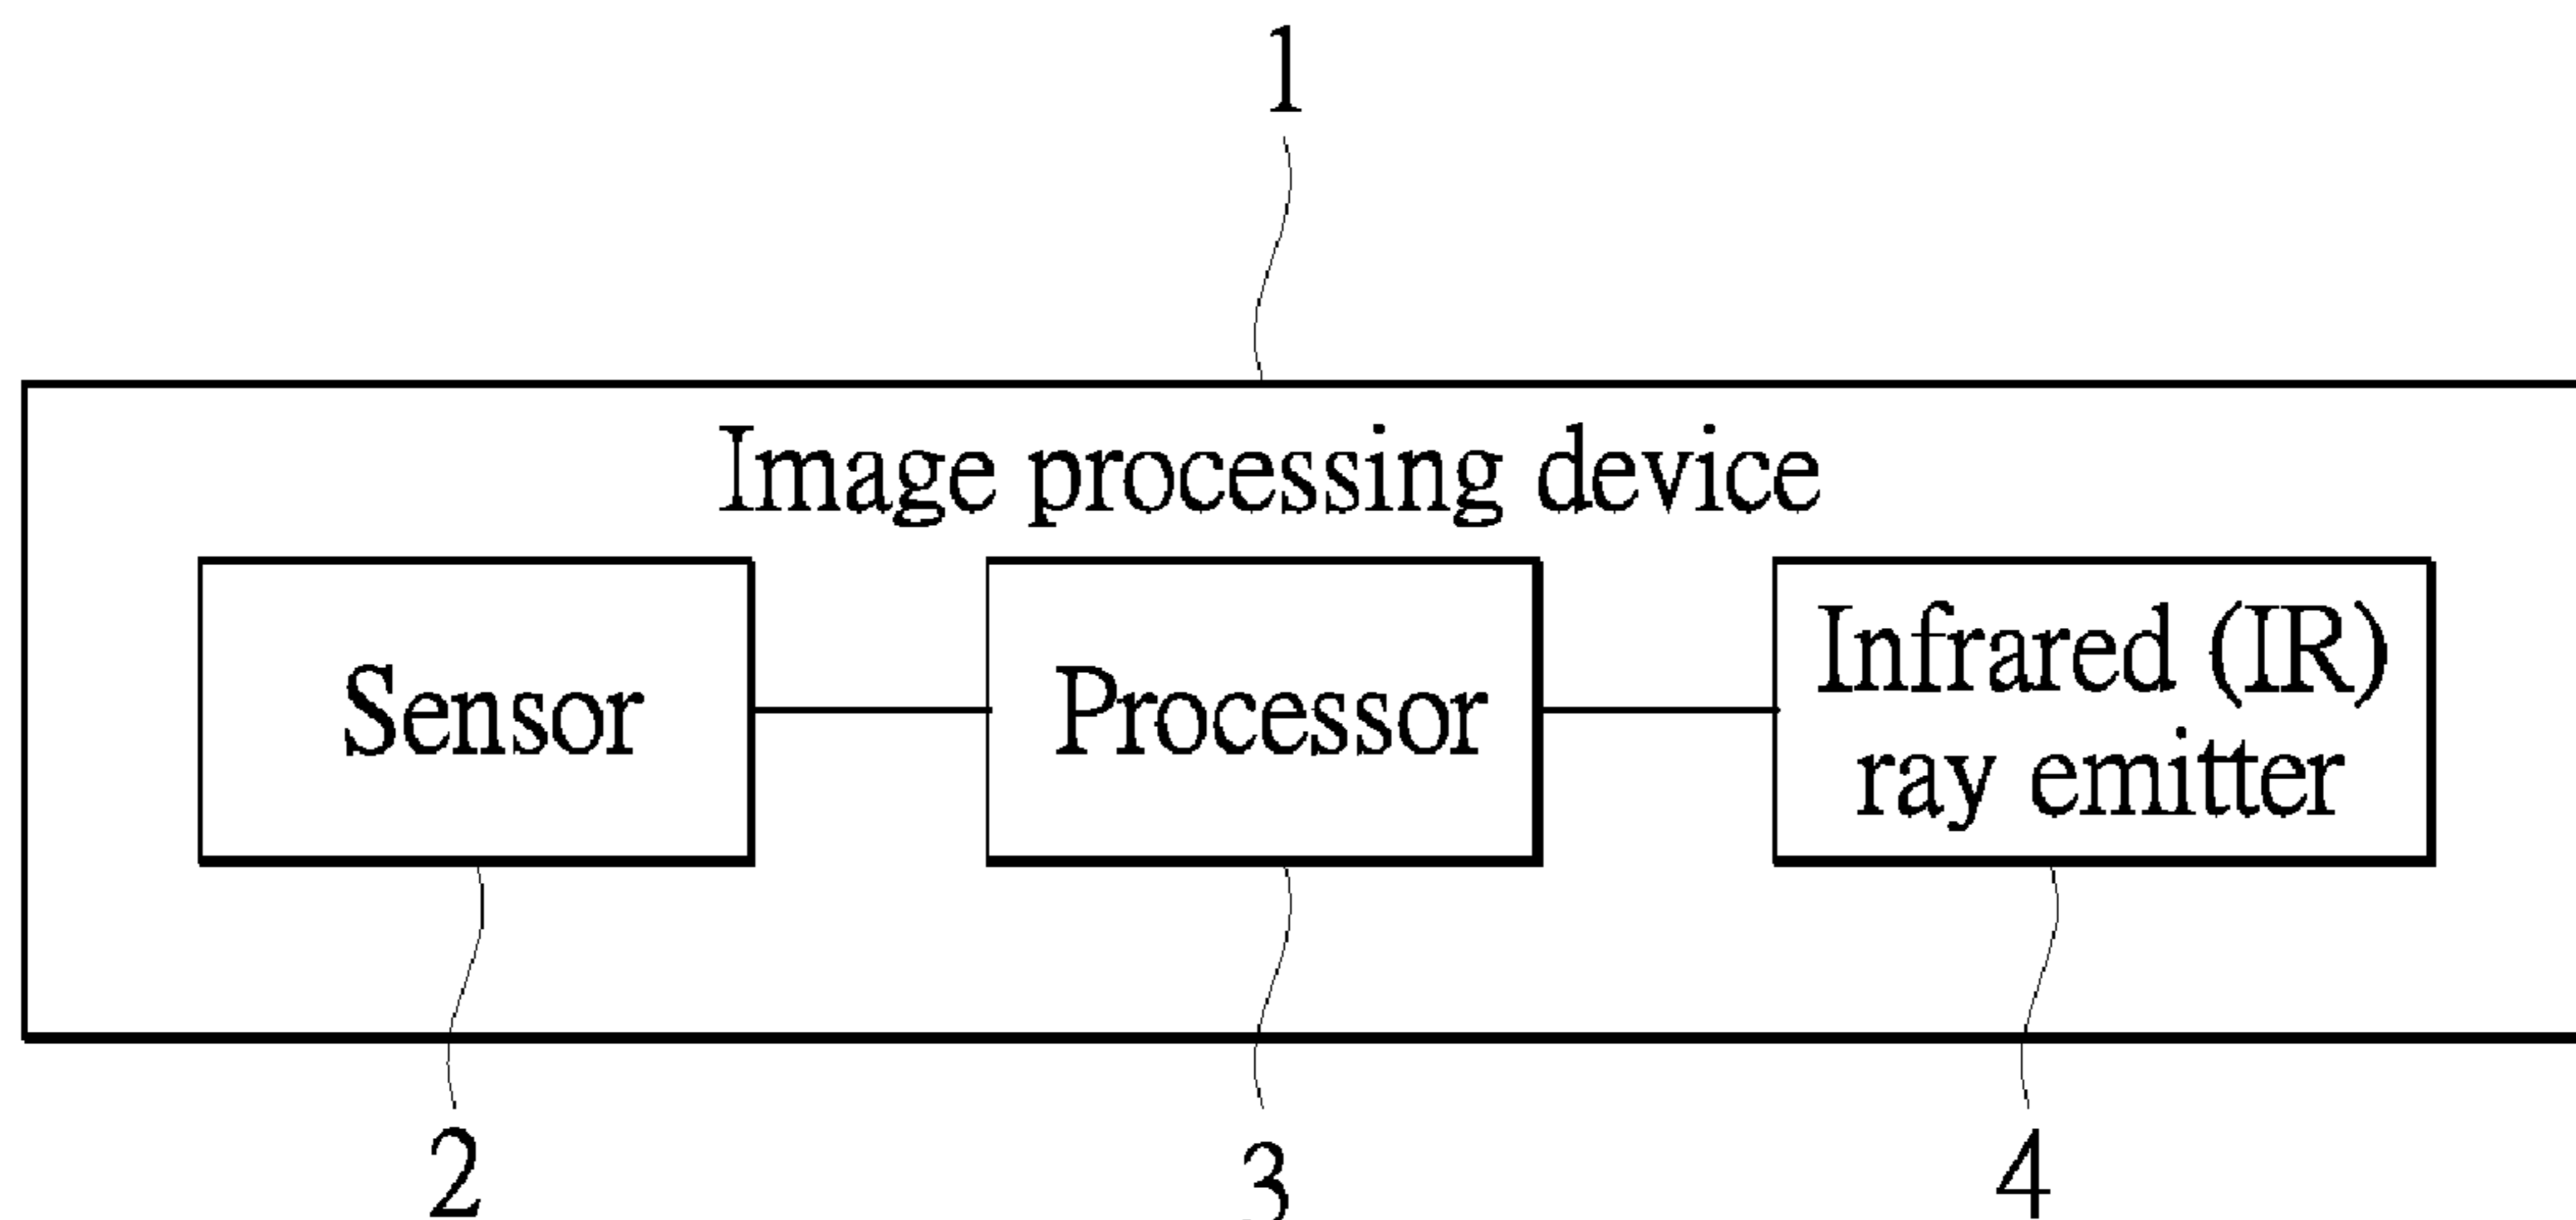 1
Image processing device
Sensor
Processor
Infrared (IR)
ray emitter
2
3
4